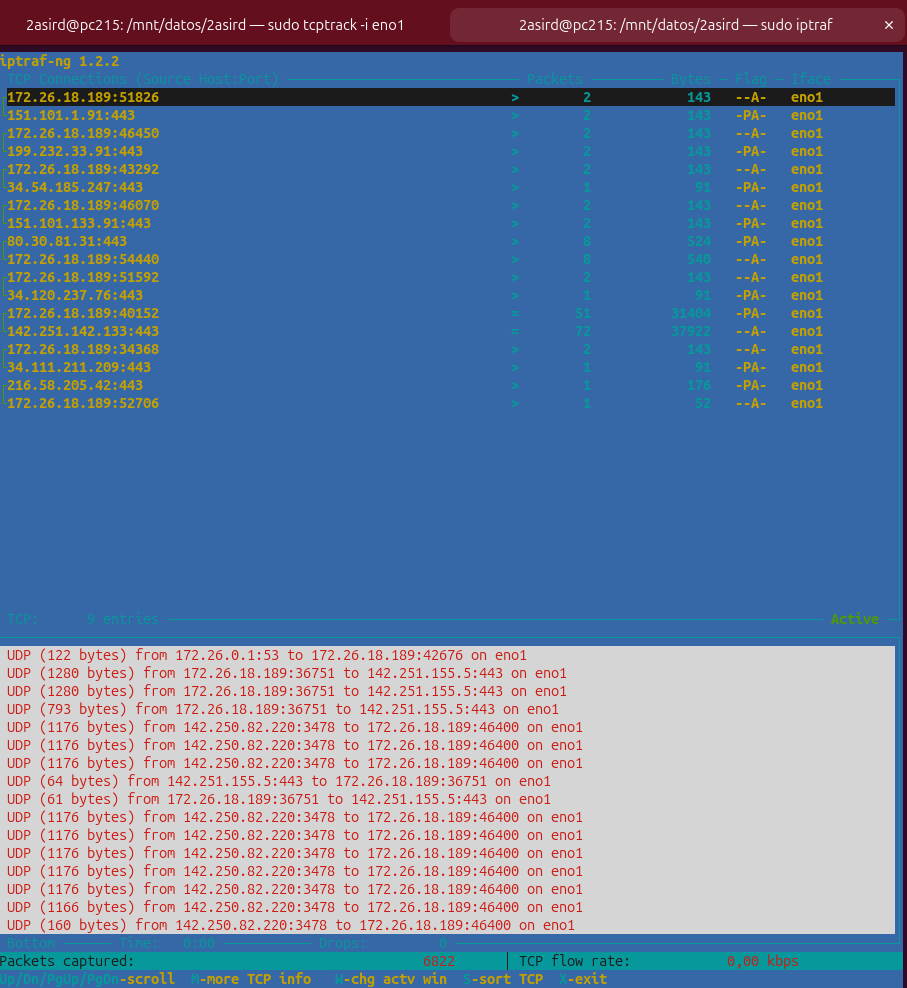 2asird@pc215: /mnt/datos/2asird — sudo tcptrack -i eno1
2asird@pc215: /mnt/datos/2asird — sudo iptraf ×
iptraf-ng 1.2.2
TCP Connections (Source Host:Port) Packets Bytes Flag Iface
172.26.18.189:51826 > 2 143 --A- eno1
151.101.1.91:443 > 2 143 -PA- eno1
172.26.18.189:46450 > 2 143 --A- eno1
199.232.33.91:443 > 2 143 -PA- eno1
172.26.18.189:43292 > 2 143 --A- eno1
34.54.185.247:443 > 1 91 -PA- eno1
172.26.18.189:46070 > 2 143 --A- eno1
151.101.133.91:443 > 2 143 -PA- eno1
80.30.81.31:443 > 8 524 -PA- eno1
172.26.18.189:54440 > 8 540 --A- eno1
172.26.18.189:51592 > 2 143 --A- eno1
34.120.237.76:443 > 1 91 -PA- eno1
172.26.18.189:40152 = 51 31404 -PA- eno1
142.251.142.133:443 = 72 37922 --A- eno1
172.26.18.189:34368 > 2 143 --A- eno1
34.111.211.209:443 > 1 91 -PA- eno1
216.58.205.42:443 > 1 176 -PA- eno1
172.26.18.189:52706 > 1 52 --A- eno1
TCP: 9 entries Active
UDP (122 bytes) from 172.26.0.1:53 to 172.26.18.189:42676 on eno1
UDP (1280 bytes) from 172.26.18.189:36751 to 142.251.155.5:443 on eno1
UDP (1280 bytes) from 172.26.18.189:36751 to 142.251.155.5:443 on eno1
UDP (793 bytes) from 172.26.18.189:36751 to 142.251.155.5:443 on eno1
UDP (1176 bytes) from 142.250.82.220:3478 to 172.26.18.189:46400 on eno1
UDP (1176 bytes) from 142.250.82.220:3478 to 172.26.18.189:46400 on eno1
UDP (1176 bytes) from 142.250.82.220:3478 to 172.26.18.189:46400 on eno1
UDP (64 bytes) from 142.251.155.5:443 to 172.26.18.189:36751 on eno1
UDP (61 bytes) from 172.26.18.189:36751 to 142.251.155.5:443 on eno1
UDP (1176 bytes) from 142.250.82.220:3478 to 172.26.18.189:46400 on eno1
UDP (1176 bytes) from 142.250.82.220:3478 to 172.26.18.189:46400 on eno1
UDP (1176 bytes) from 142.250.82.220:3478 to 172.26.18.189:46400 on eno1
UDP (1176 bytes) from 142.250.82.220:3478 to 172.26.18.189:46400 on eno1
UDP (1176 bytes) from 142.250.82.220:3478 to 172.26.18.189:46400 on eno1
UDP (1166 bytes) from 142.250.82.220:3478 to 172.26.18.189:46400 on eno1
UDP (160 bytes) from 142.250.82.220:3478 to 172.26.18.189:46400 on eno1
Bottom Time: Drops:
Packets captured: 6822 TCP flow rate: 0,00 kbps
Up/Dn/PgUp/PgDn-scroll M-more TCP info W-chg actv win S-sort TCP X-exit